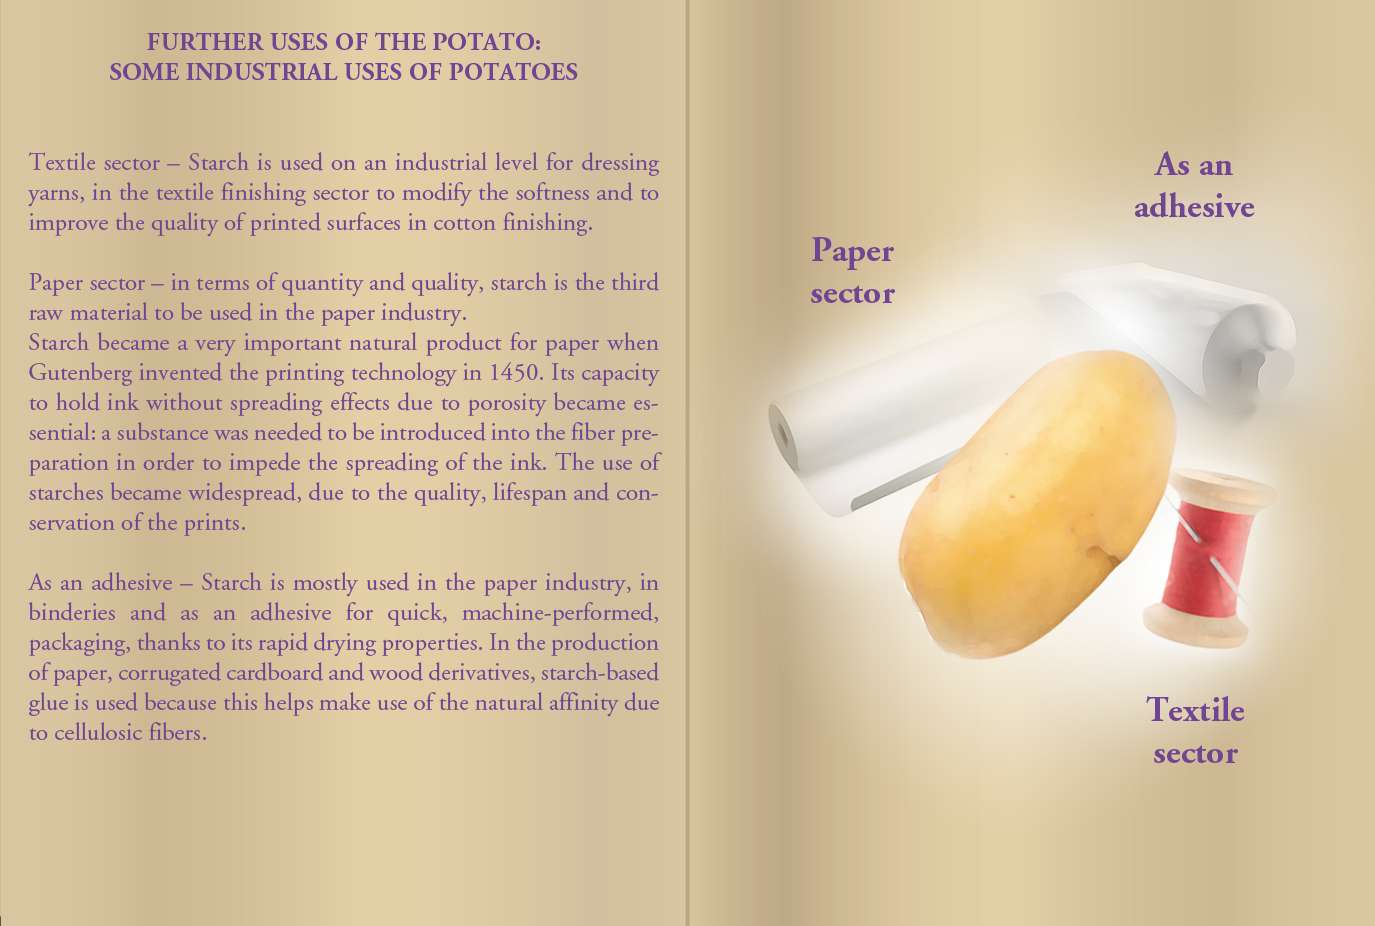 FURTHER USES OF THE POTATO:
SOME INDUSTRIAL USES OF POTATOES
Textile sector – Starch is used on an industrial level for dressing
yarns, in the textile finishing sector to modify the softness and to
improve the quality of printed surfaces in cotton finishing.
Paper sector – in terms of quantity and quality, starch is the third
raw material to be used in the paper industry.
Starch became a very important natural product for paper when
Gutenberg invented the printing technology in 1450. Its capacity
to hold ink without spreading effects due to porosity became es-
sential: a substance was needed to be introduced into the fiber pre-
paration in order to impede the spreading of the ink. The use of
starches became widespread, due to the quality, lifespan and con-
servation of the prints.
As an adhesive – Starch is mostly used in the paper industry, in
binderies and as an adhesive for quick, machine-performed,
packaging, thanks to its rapid drying properties. In the production
of paper, corrugated cardboard and wood derivatives, starch-based
glue is used because this helps make use of the natural affinity due
to cellulosic fibers.
As an
adhesive
Paper
sector
Textile
sector